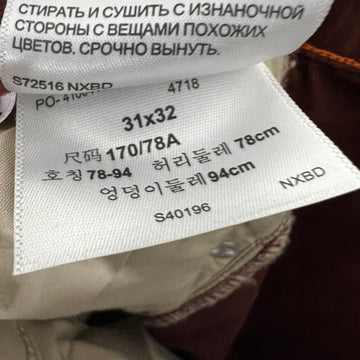 СТИРАТЬ И СУШИТЬ С ИЗНАНОЧНОЙ
СТОРОНЫ С ВЕЩАМИ ПОХОЖИХ
ЦВЕТОВ. СРОЧНО ВЫНУТЬ.
S72516 NXBD
4718
31x32
尺码 170/78A
호칭 78-94 허리둘레 78cm
엉덩이둘레 94cm
NXBD
S40196